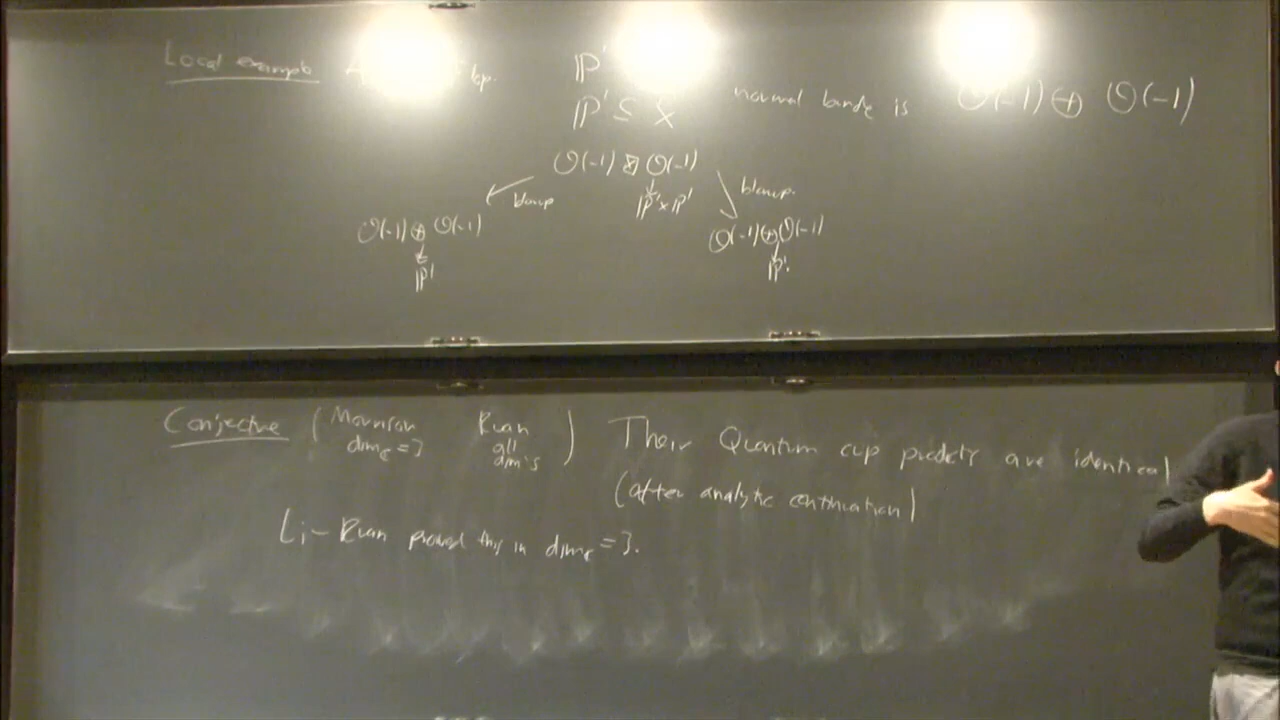 Local example A
ℙ¹
ℙ¹ ⊆ X normal bundle is O(-1) ⊕ O(-1)
O(-1) ⊠ O(-1)
↓
ℙ¹×ℙ¹
blowup
blowup.
O(-1) ⊕ O(-1)
↓
ℙ¹
O(-1)⊕O(-1)
↓
ℙ¹.
Conjecture (Morrison dim_C = 3 Ruan all dim's) Their Quantum cup products are identical
(after analytic continuation)
Li-Ruan proved this in dim_C = 3.